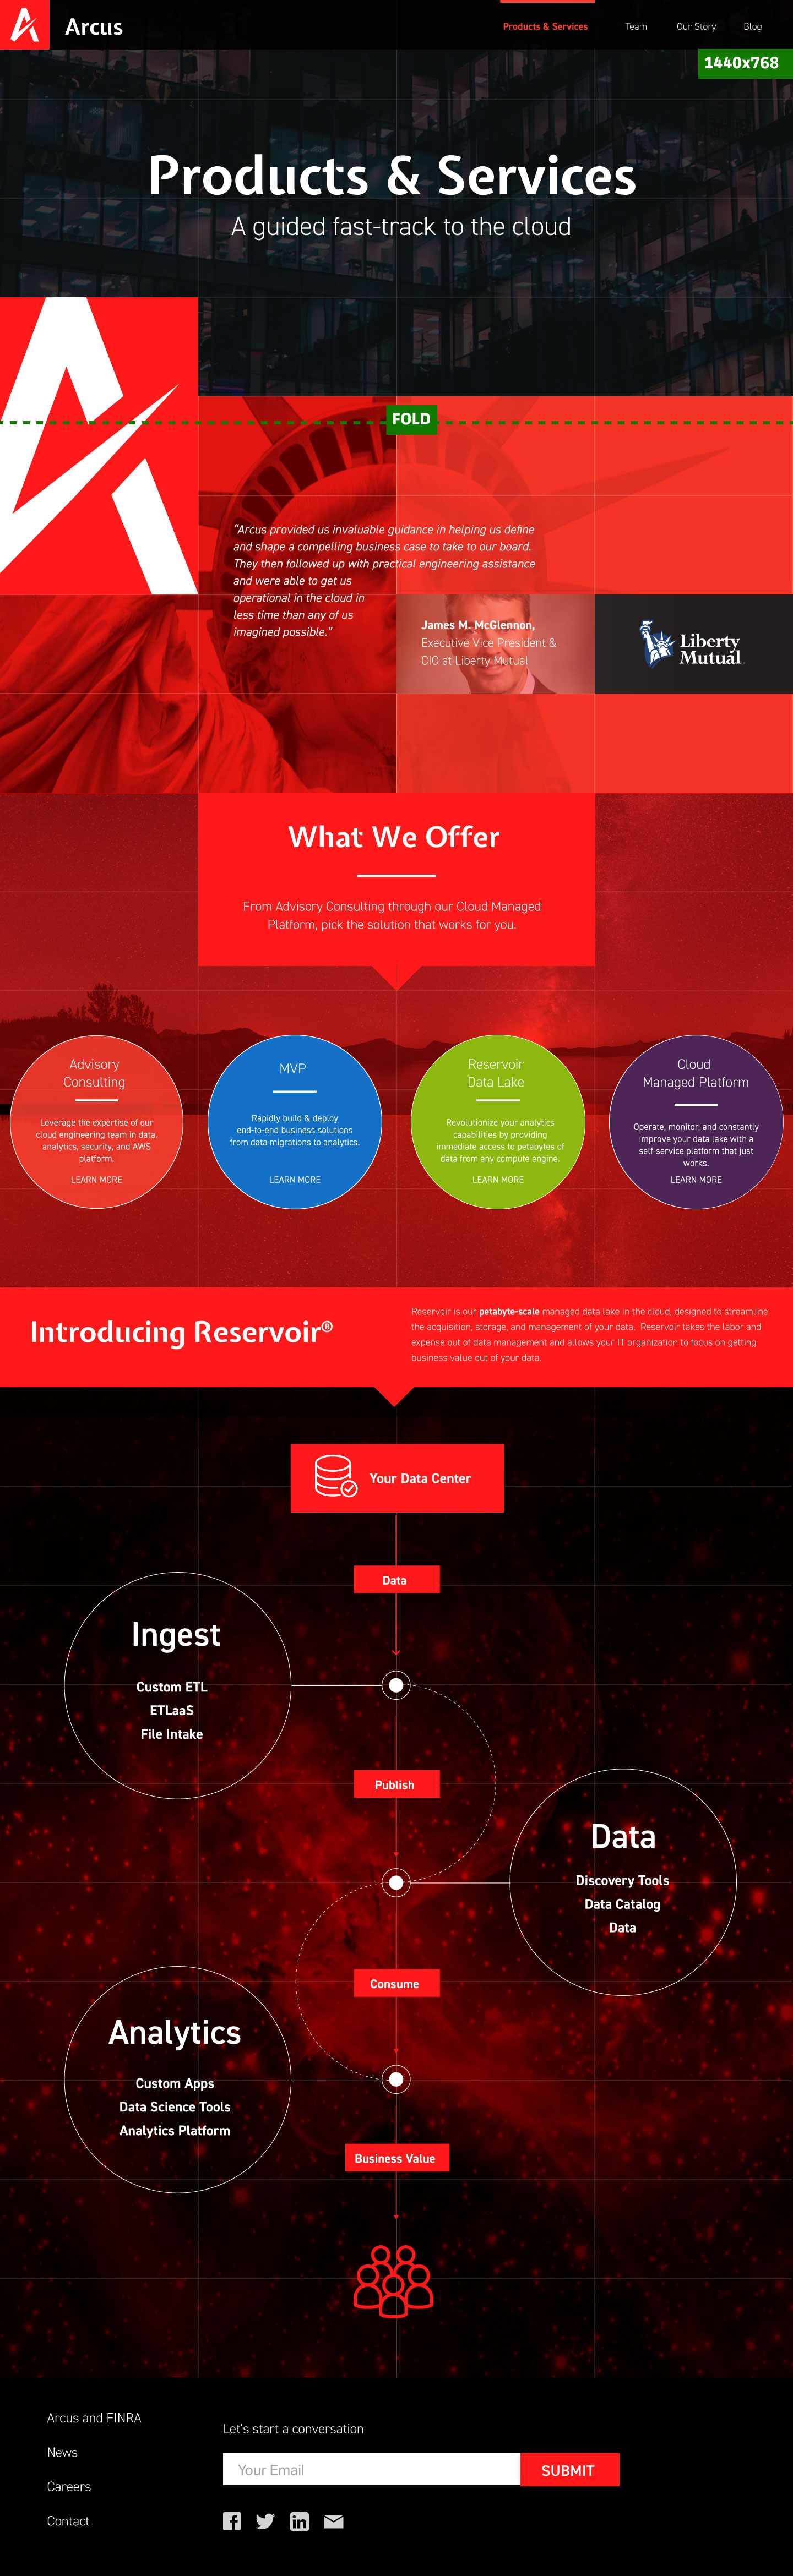 Arcus
Products & Services
Team
Our Story
Blog
1440x768
Products & Services
A guided fast-track to the cloud
FOLD
“Arcus provided us invaluable guidance in helping us define
and shape a compelling business case to take to our board.
They then followed up with practical engineering assistance
and were able to get us
operational in the cloud in
less time than any of us
imagined possible.”
James M. McGlennon,
Executive Vice President &
CIO at Liberty Mutual
Liberty
Mutual™
What We Offer
From Advisory Consulting through our Cloud Managed
Platform, pick the solution that works for you.
Advisory
Consulting
Leverage the expertise of our
cloud engineering team in data,
analytics, security, and AWS
platform.
LEARN MORE
MVP
Rapidly build & deploy
end-to-end business solutions
from data migrations to analytics.
LEARN MORE
Reservoir
Data Lake
Revolutionize your analytics
capabilities by providing
immediate access to petabytes of
data from any compute engine.
LEARN MORE
Cloud
Managed Platform
Operate, monitor, and constantly
improve your data lake with a
self-service platform that just
works.
LEARN MORE
Introducing Reservoir®
Reservoir is our petabyte-scale managed data lake in the cloud, designed to streamline
the acquisition, storage, and management of your data. Reservoir takes the labor and
expense out of data management and allows your IT organization to focus on getting
business value out of your data.
Your Data Center
Data
Ingest
Custom ETL
ETLaaS
File Intake
Publish
Data
Discovery Tools
Data Catalog
Data
Consume
Analytics
Custom Apps
Data Science Tools
Analytics Platform
Business Value
Arcus and FINRA
News
Careers
Contact
Let's start a conversation
Your Email
SUBMIT